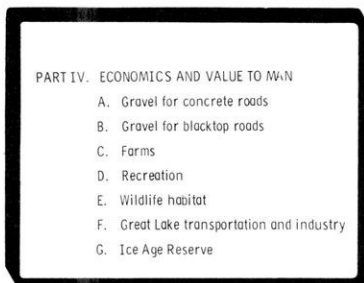 PART IV. ECONOMICS AND VALUE TO MAN
A. Gravel for concrete roads
B. Gravel for blacktop roads
C. Farms
D. Recreation
E. Wildlife habitat
F. Great Lake transportation and industry
G. Ice Age Reserve